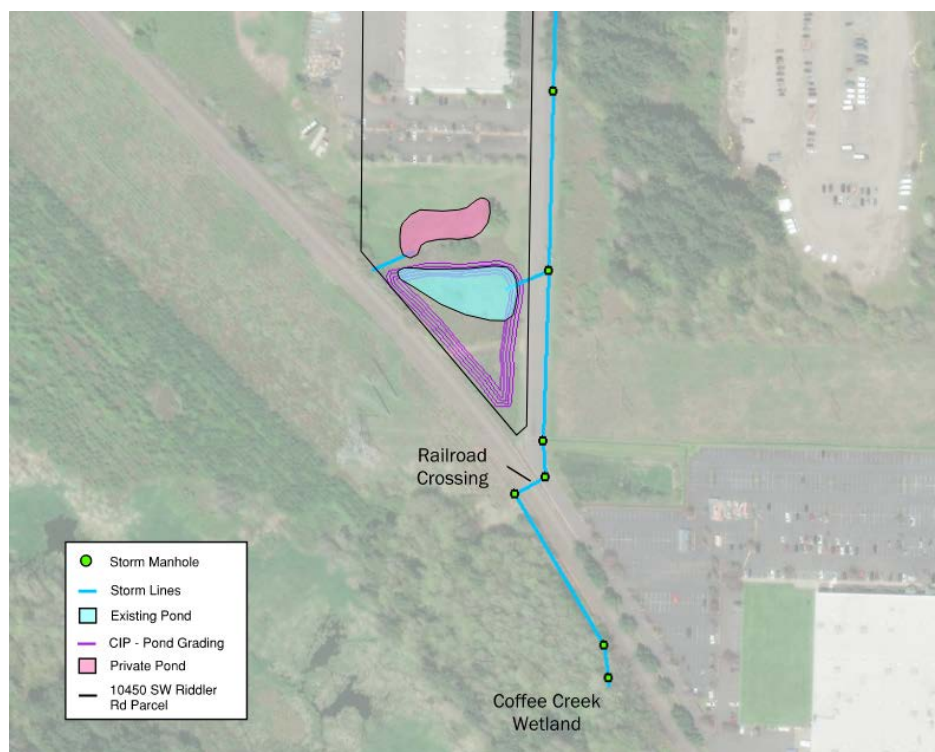 Railroad
Crossing
Storm Manhole
Storm Lines
Existing Pond
CIP - Pond Grading
Private Pond
10450 SW Riddler
Rd Parcel
Coffee Creek
Wetland